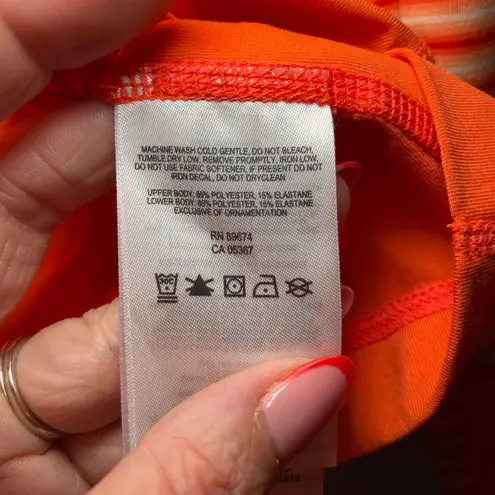 MACHINE WASH COLD GENTLE, DO NOT BLEACH,
TUMBLE DRY LOW, REMOVE PROMPTLY, IRON LOW,
DO NOT USE FABRIC SOFTENER, IF PRESENT DO NOT
IRON DECAL, DO NOT DRYCLEAN
UPPER BODY: 85% POLYESTER, 15% ELASTANE
LOWER BODY: 85% POLYESTER, 15% ELASTANE
EXCLUSIVE OF ORNAMENTATION
RN 89674
CA 05367
30C